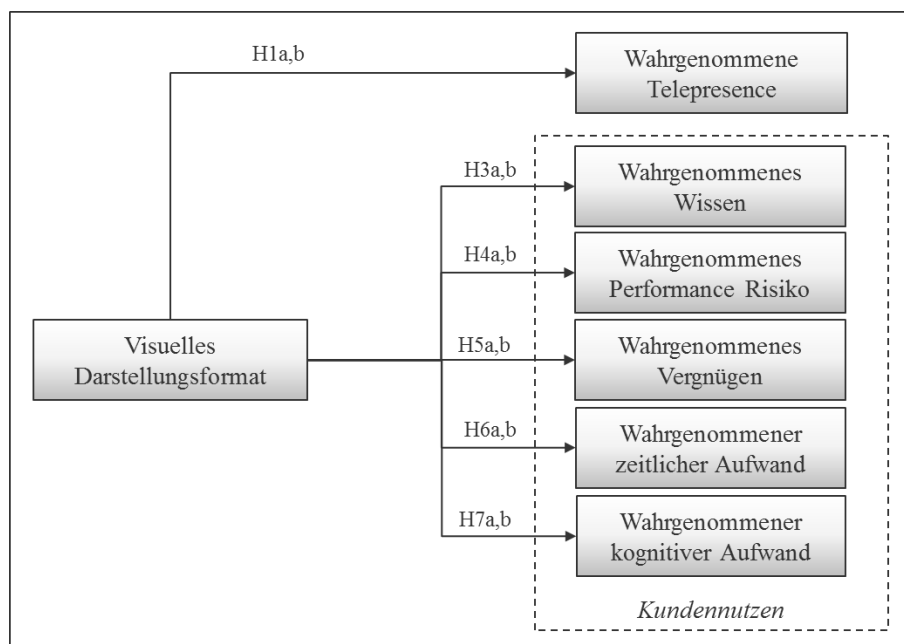 H1a,b
Wahrgenommene
Telepresence
H3a,b
Wahrgenommenes
Wissen
H4a,b
Wahrgenommenes
Performance Risiko
Visuelles
Darstellungsformat
H5a,b
Wahrgenommenes
Vergnügen
H6a,b
Wahrgenommener
zeitlicher Aufwand
H7a,b
Wahrgenommener
kognitiver Aufwand
Kundennutzen